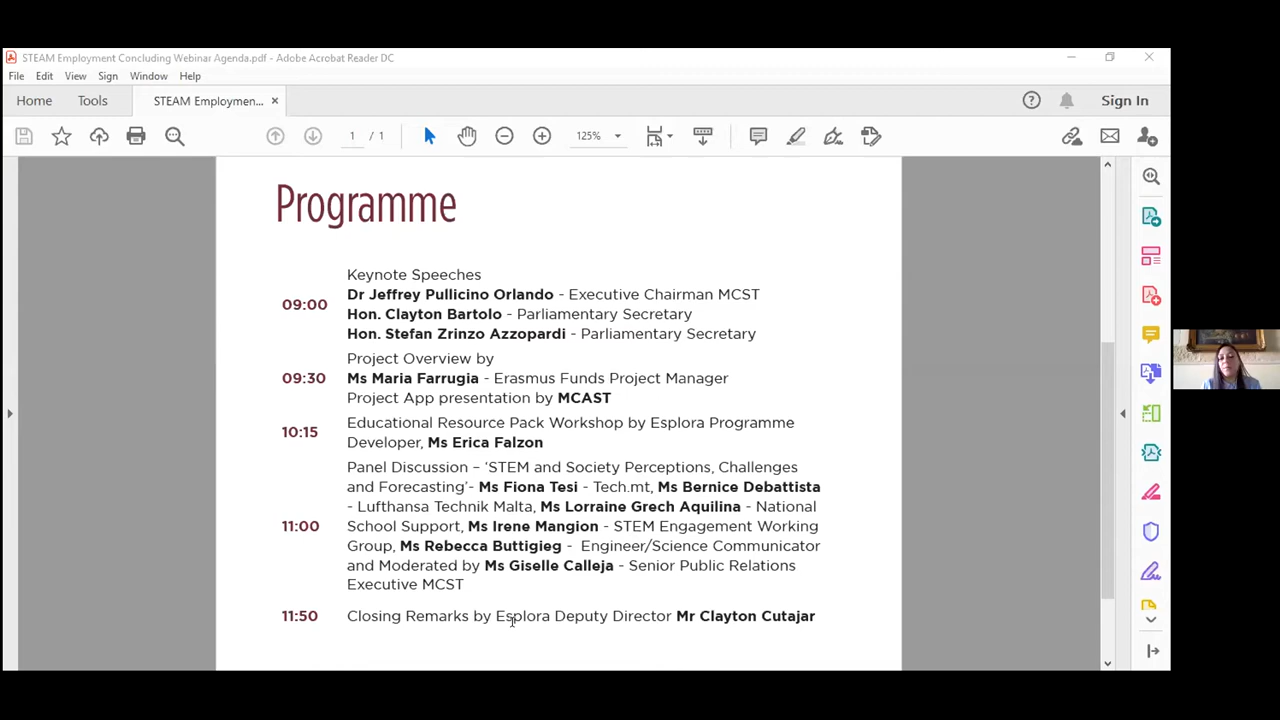 STEAM Employment Concluding Webinar Agenda.pdf - Adobe Acrobat Reader DC
File Edit View Sign Window Help
Home Tools STEAM Employmen... × Sign In
1 / 1 125%
Programme
Keynote Speeches
09:00 Dr Jeffrey Pullicino Orlando - Executive Chairman MCST
Hon. Clayton Bartolo - Parliamentary Secretary
Hon. Stefan Zrinzo Azzopardi - Parliamentary Secretary
Project Overview by
09:30 Ms Maria Farrugia - Erasmus Funds Project Manager
Project App presentation by MCAST
10:15 Educational Resource Pack Workshop by Esplora Programme
Developer, Ms Erica Falzon
Panel Discussion – ‘STEM and Society Perceptions, Challenges
and Forecasting’- Ms Fiona Tesi - Tech.mt, Ms Bernice Debattista
- Lufthansa Technik Malta, Ms Lorraine Grech Aquilina - National
11:00 School Support, Ms Irene Mangion - STEM Engagement Working
Group, Ms Rebecca Buttigieg - Engineer/Science Communicator
and Moderated by Ms Giselle Calleja - Senior Public Relations
Executive MCST
11:50 Closing Remarks by Esplora Deputy Director Mr Clayton Cutajar